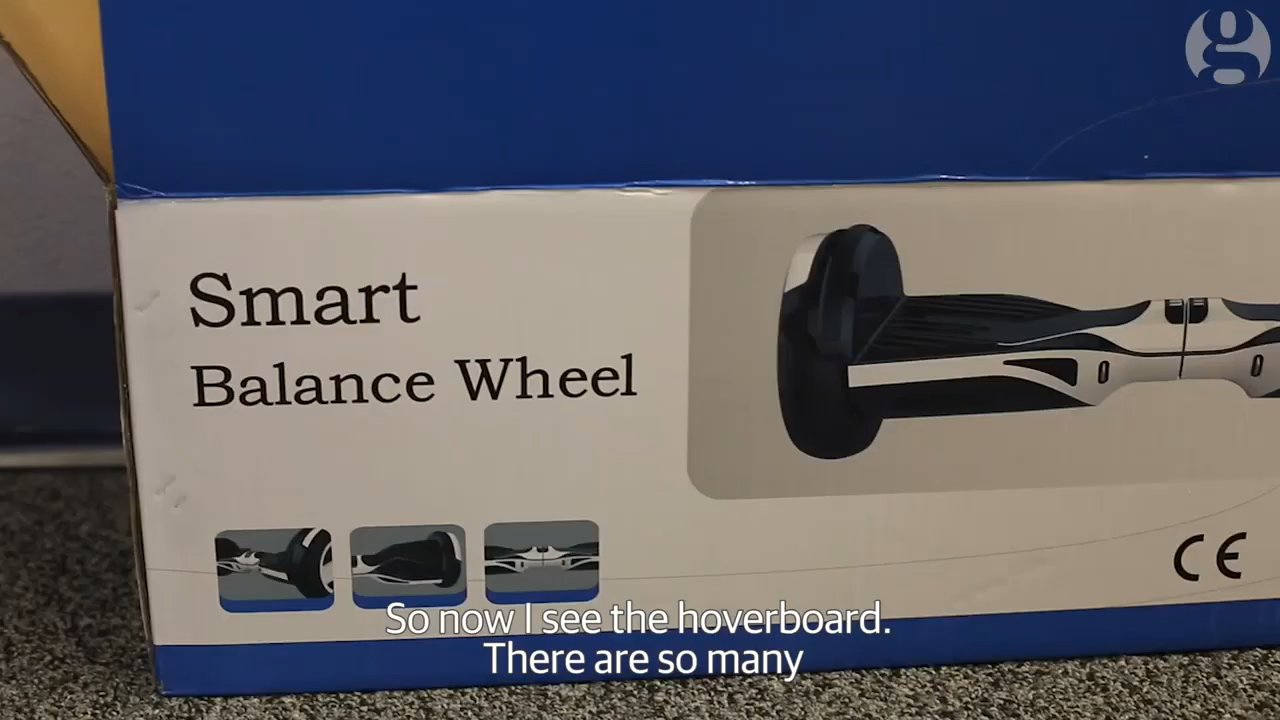 Smart
Balance Wheel
CE
So now I see the hoverboard.
There are so many